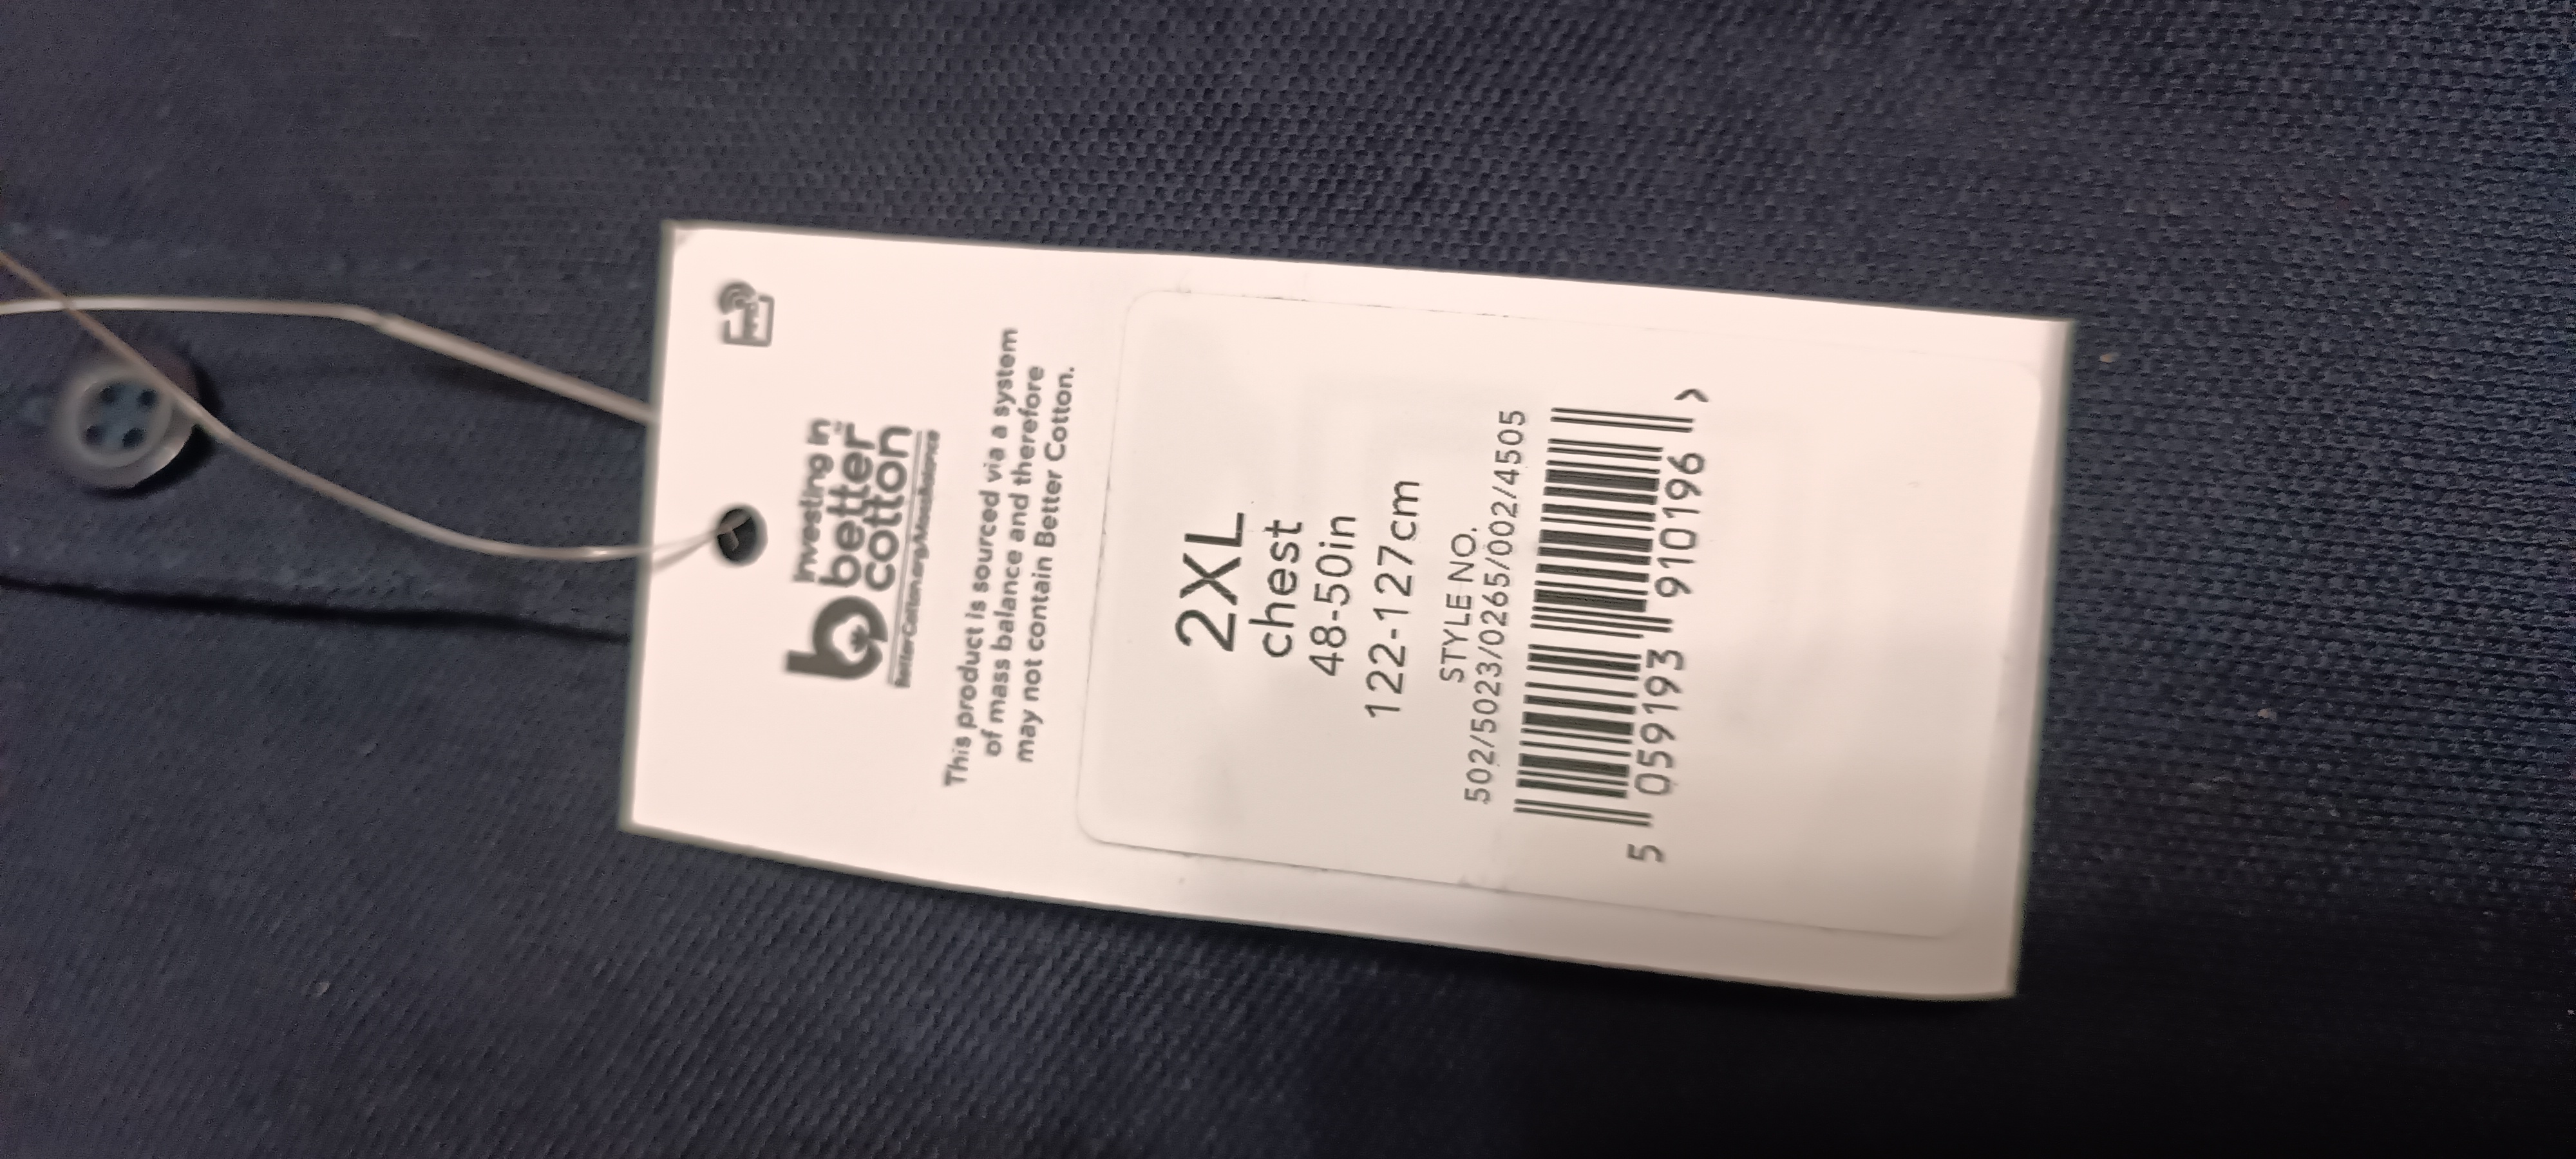 investing in
better
cotton
BetterCotton.org/MassBalance
This product is sourced via a system
of mass balance and therefore
may not contain Better Cotton.
2XL
chest
48-50in
122-127cm
STYLE NO.
502/5023/0265/002/4505
5 059193 910196 >